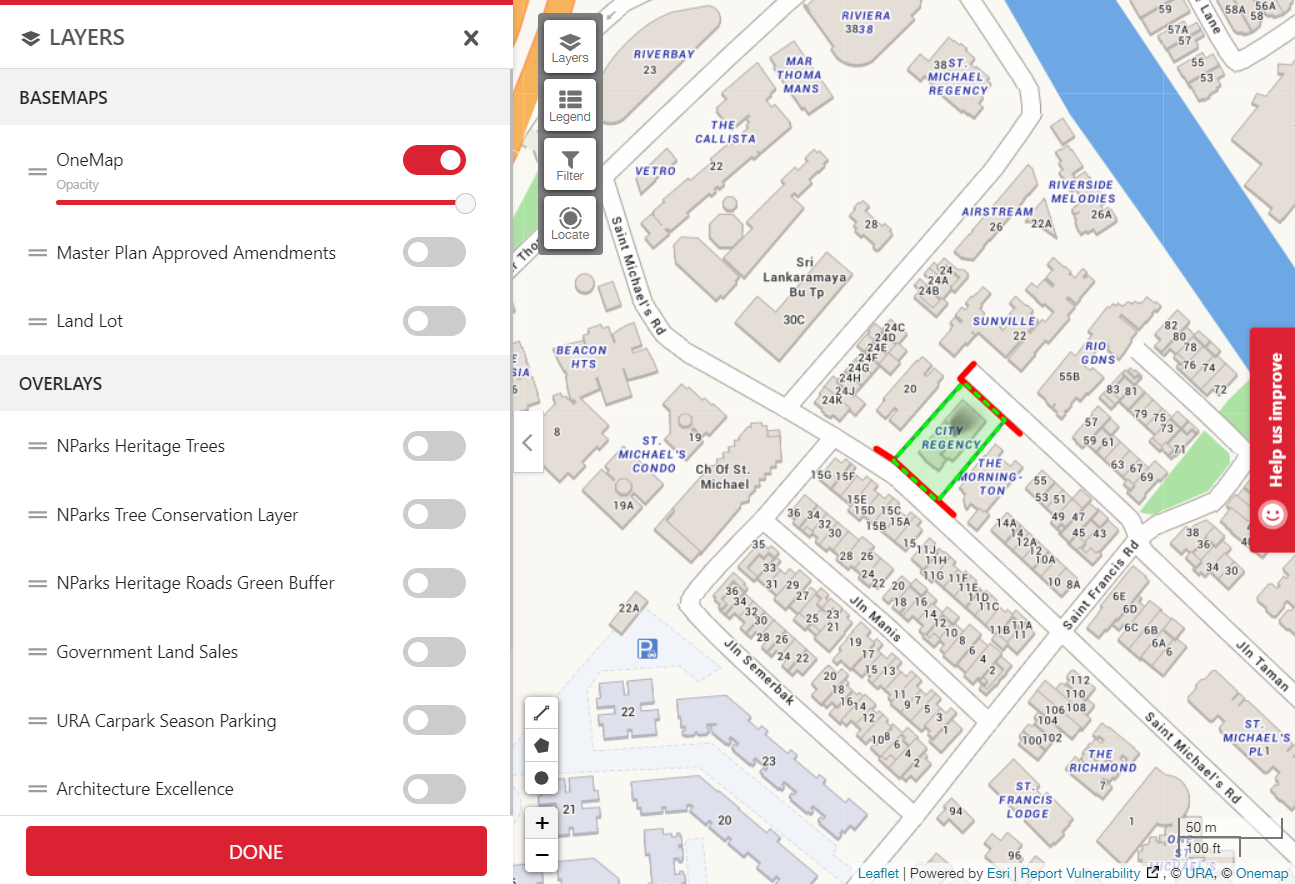 LAYERS
BASEMAPS
OneMap
Opacity
Master Plan Approved Amendments
Land Lot
OVERLAYS
NParks Heritage Trees
NParks Tree Conservation Layer
NParks Heritage Roads Green Buffer
Government Land Sales
URA Carpark Season Parking
Architecture Excellence
DONE
Layers
Legend
Filter
Locate
RIVIERA
38 38
RIVERBAY
23
MAR
THOMA
MANS
38
ST.
MICHAEL
REGENCY
59
Lane
58A
56A
58
57A
57
55
53
THE
CALLISTA
22
VETRO
RIVERSIDE
MELODIES
26A
AIRSTREAM
26
22A
28
Saint Michael's Rd
Sri
Lankaramaya
Bu Tp
30C
24
24A
24B
SUNVILLE
22
24C
24D
24E
24F
24G
24H
24J
24K
20
BEACON
HTS
RIO
GDNS
55B
82
80
78
76
74
72
83
81
79
75
73
71
57
59
61
63
67
69
CITY
REGENCY
THE
MORNING-
TON
8
19
ST.
MICHAEL'S
CONDO
19A
Ch Of St.
Michael
15G
15F
15E
15D
15C
15B
15A
15
11J
11H
11G
11F
11E
11D
11C
11B
11A
11
55
53
51
49
47
45
43
14A
14
12A
12
10A
10
8A
38
36
34
30
Saint Francis Rd
36
34
32
30
28
26
24
22
20
18
16
14
12
10
8
6
4
2
35
33
31
29
27
25
23
21
19
17
15
13
11
9
7
5
3
1
Jln Manis
36
34
32
30
28
26
24
22
20
18
16
14
12
10
8
6
4
2
Jln Semerbak
22A
P
22
23
21
20
6E
6D
6C
6B
6A
6
Jln Taman
112
110
108
106
104
102
100
Saint Michael's Rd
ST.
MICHAEL'S
PL
1
THE
RICHMOND
7
ST.
FRANCIS
LODGE
94
96
1
ONE
ST.
MICHAEL'S
Help us improve
+
−
50 m
100 ft
Leaflet | Powered by Esri | Report Vulnerability , © URA, © Onemap